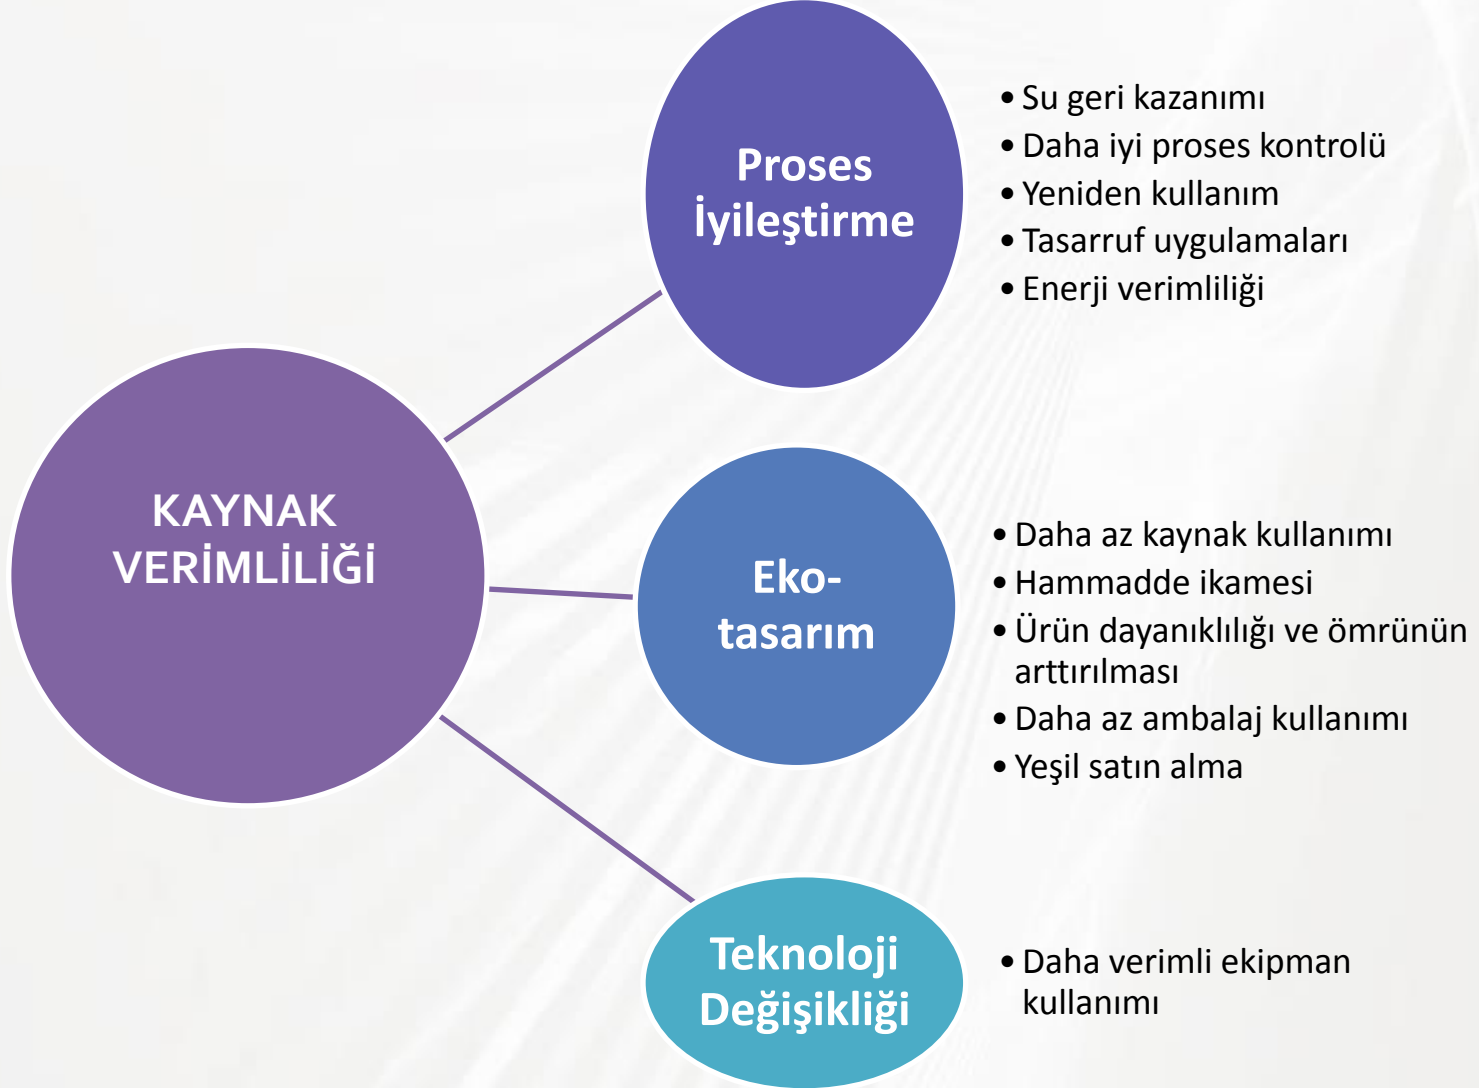 KAYNAK
VERİMLİLİĞİ
Proses
İyileştirme
• Su geri kazanımı
• Daha iyi proses kontrolü
• Yeniden kullanım
• Tasarruf uygulamaları
• Enerji verimliliği
Eko-
tasarım
• Daha az kaynak kullanımı
• Hammadde ikamesi
• Ürün dayanıklılığı ve ömrünün
arttırılması
• Daha az ambalaj kullanımı
• Yeşil satın alma
Teknoloji
Değişikliği
• Daha verimli ekipman
kullanımı